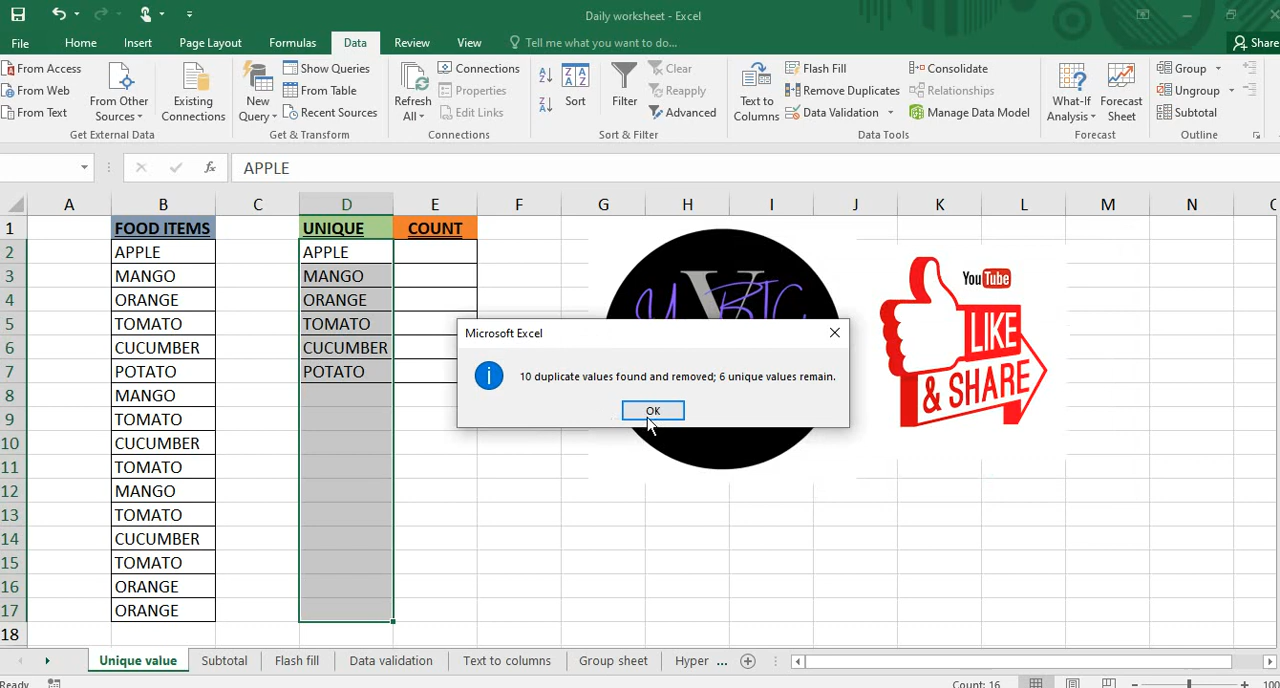 Daily worksheet - Excel
File Home Insert Page Layout Formulas Data Review View Tell me what you want to do... Share
From Access
From Web
From Text
From Other Sources
Existing Connections
Get External Data
New Query
Show Queries
From Table
Recent Sources
Get & Transform
Refresh All
Connections
Properties
Edit Links
Connections
Sort
Filter
Clear
Reapply
Advanced
Sort & Filter
Text to Columns
Flash Fill
Remove Duplicates
Data Validation
Consolidate
Relationships
Manage Data Model
Data Tools
What-If Analysis
Forecast Sheet
Forecast
Group
Ungroup
Subtotal
Outline
fx APPLE
A B C D E F G H I J K L M N
1 FOOD ITEMS UNIQUE COUNT
2 APPLE APPLE
3 MANGO MANGO
4 ORANGE ORANGE
5 TOMATO TOMATO
6 CUCUMBER CUCUMBER
7 POTATO POTATO
8 MANGO
9 TOMATO
10 CUCUMBER
11 TOMATO
12 MANGO
13 TOMATO
14 CUCUMBER
15 TOMATO
16 ORANGE
17 ORANGE
18
Microsoft Excel
10 duplicate values found and removed; 6 unique values remain.
OK
YouTube
LIKE
& SHARE
Unique value Subtotal Flash fill Data validation Text to columns Group sheet Hyper ...
Count: 16
100